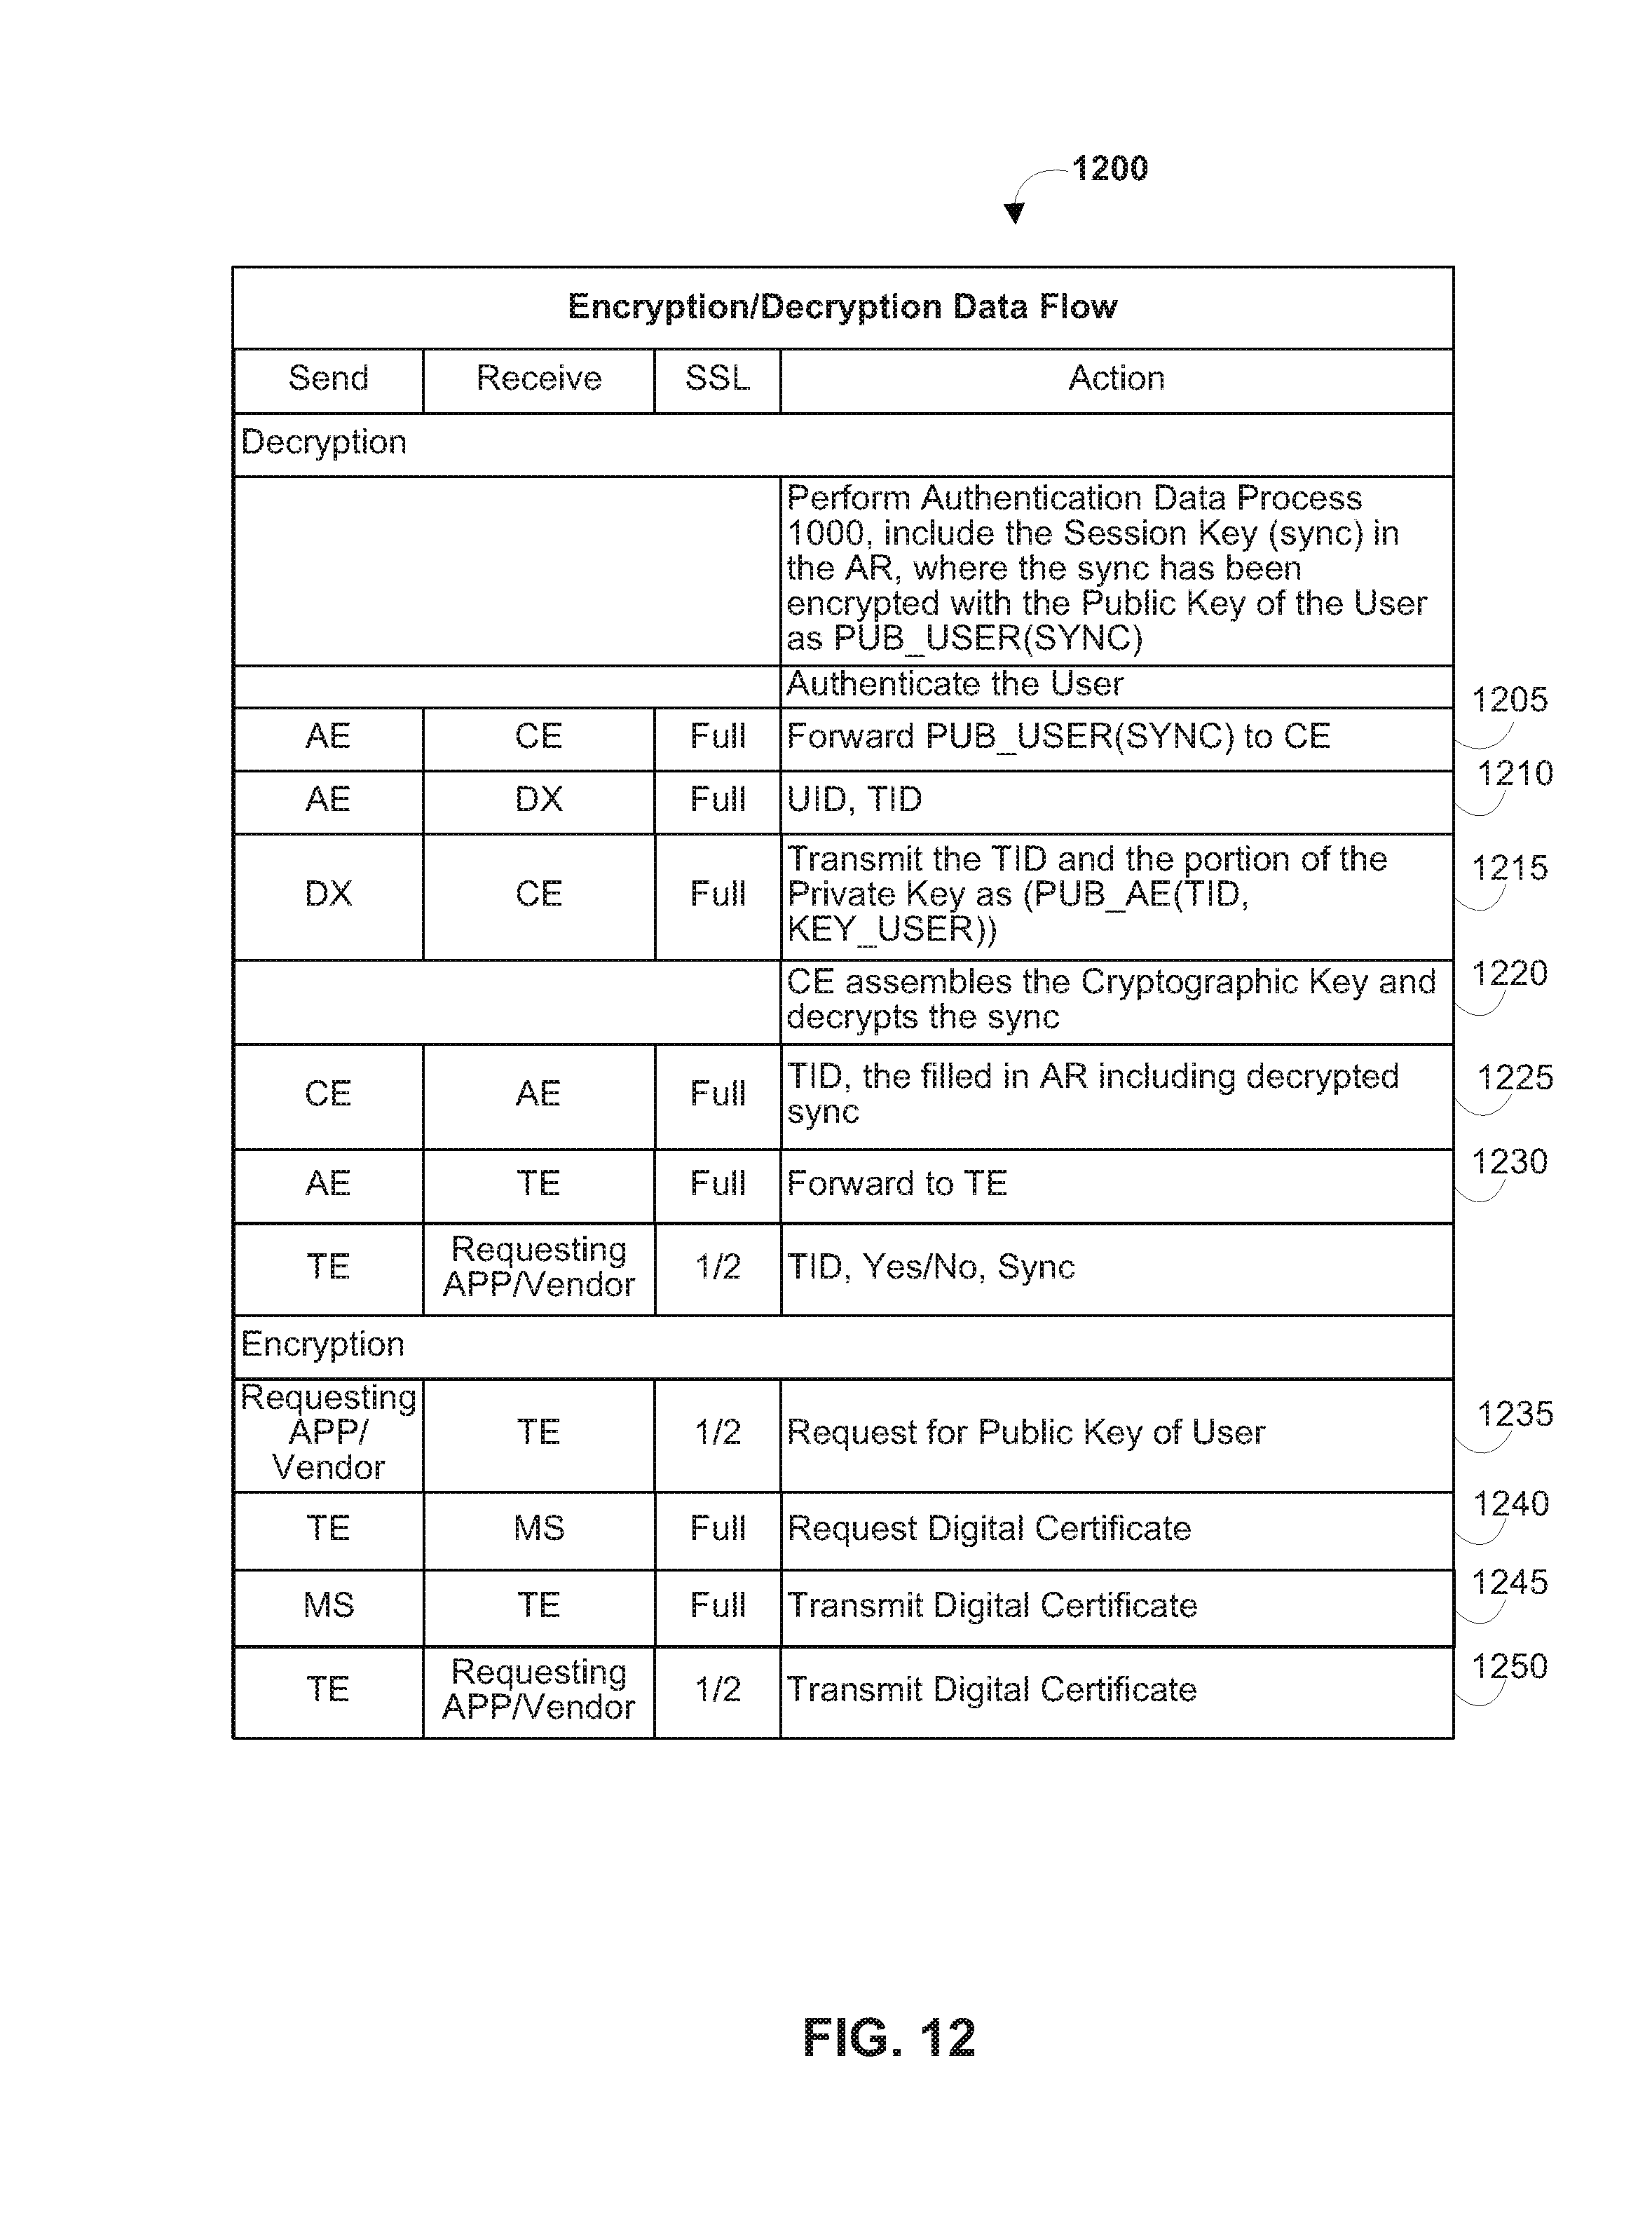 1200
Encryption/Decryption Data Flow
Send Receive SSL Action
Decryption
Perform Authentication Data Process
1000, include the Session Key (sync) in
the AR, where the sync has been
encrypted with the Public Key of the User
as PUB_USER(SYNC)
Authenticate the User
AE CE Full Forward PUB_USER(SYNC) to CE 1205
AE DX Full UID, TID 1210
DX CE Full Transmit the TID and the portion of the
Private Key as (PUB_AE(TID,
KEY_USER)) 1215
CE assembles the Cryptographic Key and
decrypts the sync 1220
CE AE Full TID, the filled in AR including decrypted
sync 1225
AE TE Full Forward to TE 1230
TE Requesting
APP/Vendor 1/2 TID, Yes/No, Sync
Encryption
Requesting
APP/
Vendor TE 1/2 Request for Public Key of User 1235
TE MS Full Request Digital Certificate 1240
MS TE Full Transmit Digital Certificate 1245
TE Requesting
APP/Vendor 1/2 Transmit Digital Certificate 1250
FIG. 12